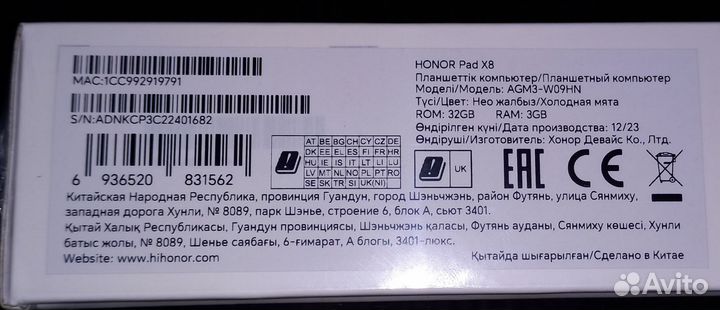 MAC:1CC992919791
S/N:ADNKCP3C22401682
6 936520 831562
AT BE BG CH CY CZ DE
DK EE EL ES FI FR HR
HU IE IS IT LI LT LU
LV MT NL NO PL PT RO
SE SK TR SI UK(NI)
HONOR Pad X8
Планшеттік компьютер/Планшетный компьютер
Моделі/Модель: AGM3-W09HN
Түсі/Цвет: Нео жалбыз/Холодная мята
ROM: 32GB RAM: 3GB
Өндірілген күні/Дата производства: 12/23
Өндіруші/Изготовитель: Хонор Девайс Ко., Лтд.
UK
EAC
Китайская Народная Республика, провинция Гуандун, город Шэньчжэнь, район Футянь, улица Сянмиху,
западная дорога Хунли, № 8089, парк Шэнье, строение 6, блок А, сьют 3401.
Қытай Халық Республикасы, Гуандун провинциясы, Шэньчжэнь қаласы, Футянь ауданы, Сянмиху көшесі, Хунли
батыс жолы, № 8089, Шенье саябағы, 6-ғимарат, А блогы, 3401-люкс.
Website: www.hihonor.com
Қытайда шығарылған/Сделано в Китае
Avito